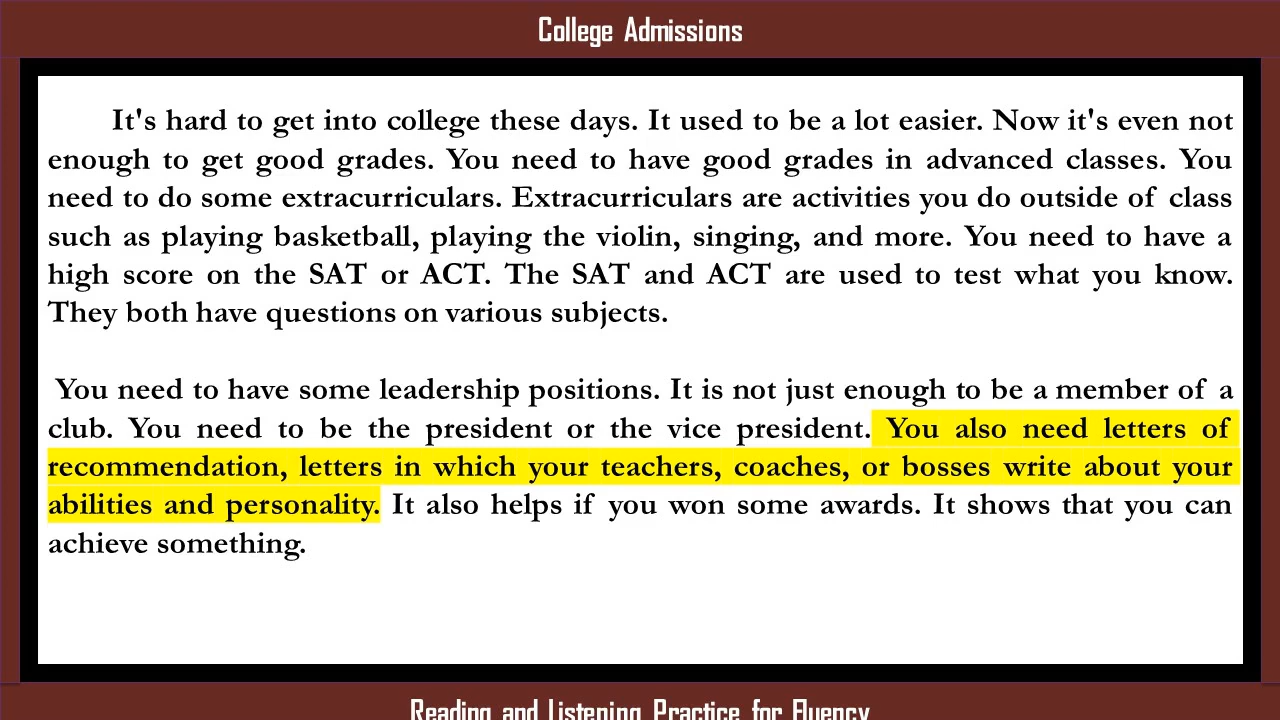 College Admissions
It's hard to get into college these days. It used to be a lot easier. Now it's even not
enough to get good grades. You need to have good grades in advanced classes. You
need to do some extracurriculars. Extracurriculars are activities you do outside of class
such as playing basketball, playing the violin, singing, and more. You need to have a
high score on the SAT or ACT. The SAT and ACT are used to test what you know.
They both have questions on various subjects.
You need to have some leadership positions. It is not just enough to be a member of a
club. You need to be the president or the vice president. You also need letters of
recommendation, letters in which your teachers, coaches, or bosses write about your
abilities and personality. It also helps if you won some awards. It shows that you can
achieve something.
Reading and Listening Practice for Fluency